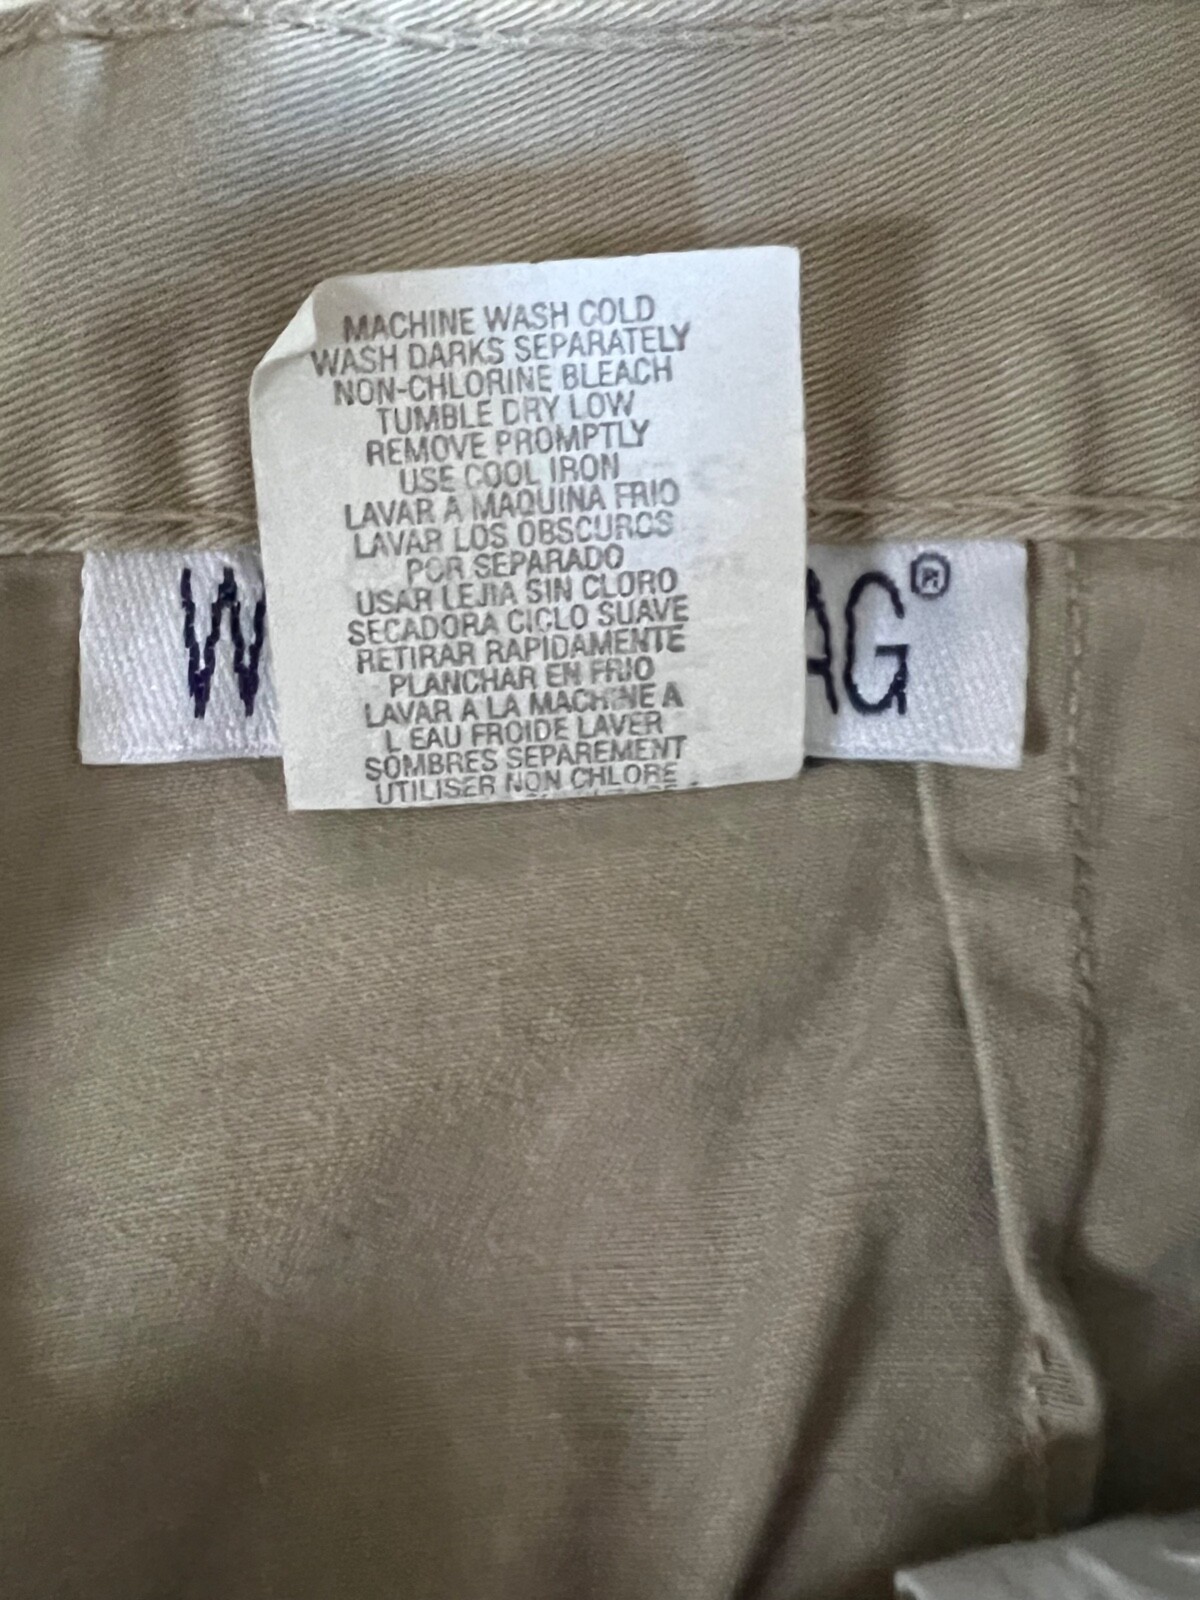 MACHINE WASH COLD
WASH DARKS SEPARATELY
NON-CHLORINE BLEACH
TUMBLE DRY LOW
REMOVE PROMPTLY
USE COOL IRON
LAVAR A MAQUINA FRIO
LAVAR LOS OBSCUROS
POR SEPARADO
USAR LEJIA SIN CLORO
SECADORA CICLO SUAVE
RETIRAR RAPIDAMENTE
PLANCHAR EN FRIO
LAVAR A LA MACHINE A
L EAU FROIDE LAVER
SOMBRES SEPAREMENT
UTILISER NON CHLORE
W AG®